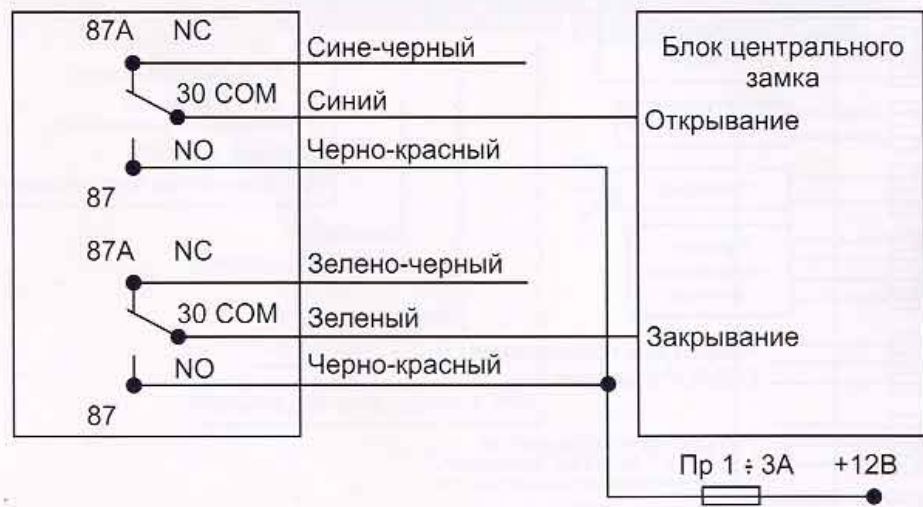 87A NC
Сине-черный
Блок центрального
замка
30 COM
Синий
Открывание
NO
Черно-красный
87
87A NC
Зелено-черный
30 COM
Зеленый
Закрывание
NO
Черно-красный
87
Пр 1 ÷ 3А +12В